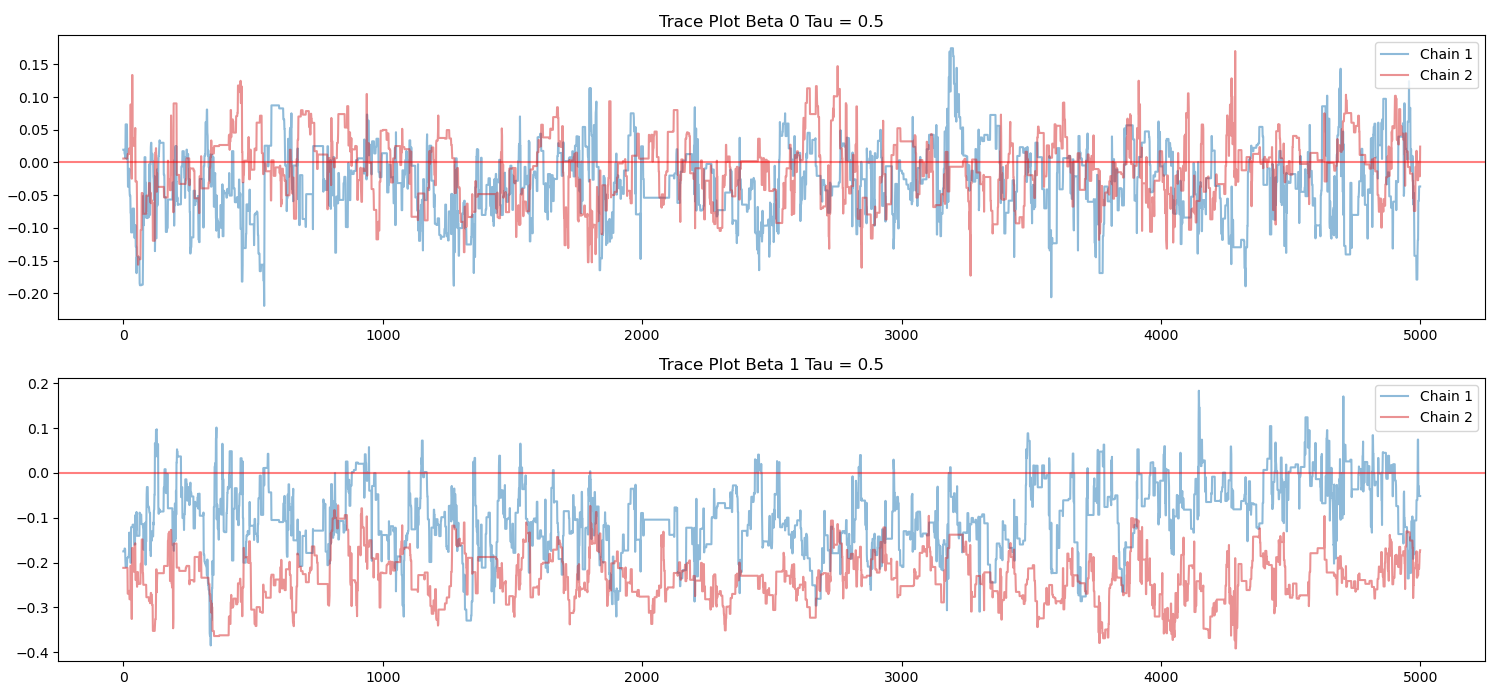 Trace Plot Beta 0 Tau = 0.5
Chain 1
Chain 2
0.15
0.10
0.05
0.00
−0.05
−0.10
−0.15
−0.20
0 1000 2000 3000 4000 5000
Trace Plot Beta 1 Tau = 0.5
Chain 1
Chain 2
0.2
0.1
0.0
−0.1
−0.2
−0.3
−0.4
0 1000 2000 3000 4000 5000